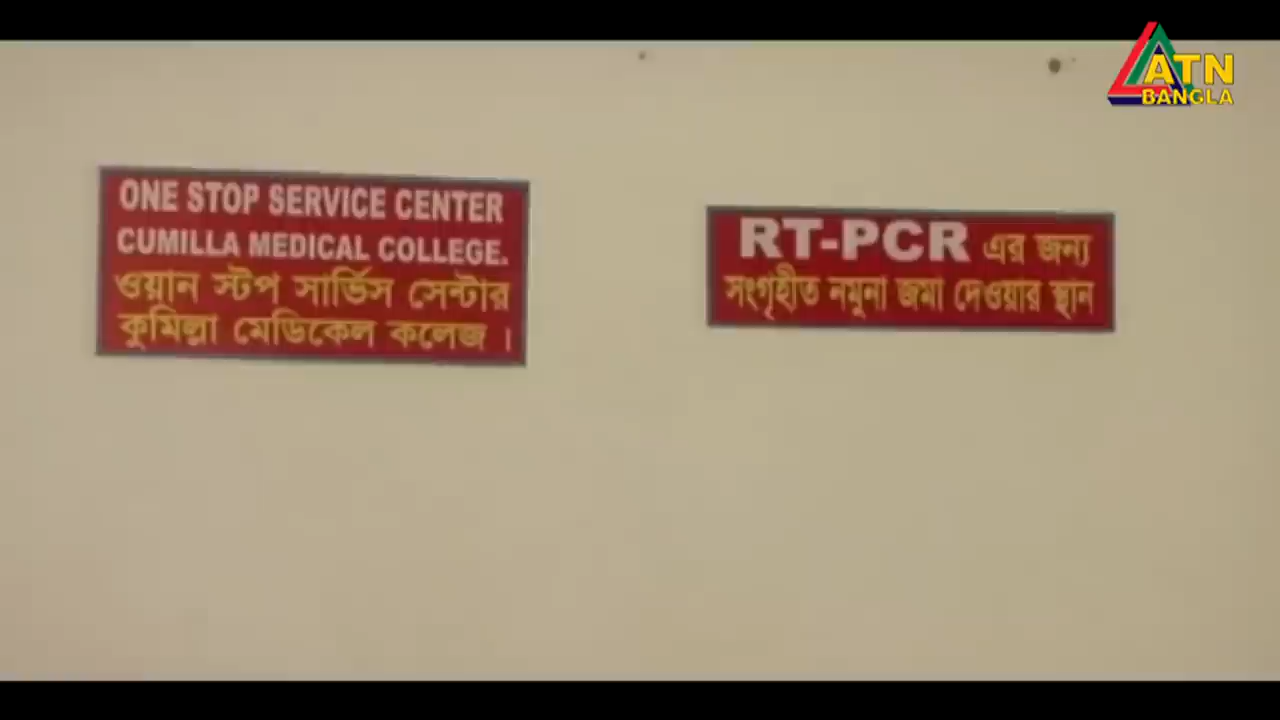 ATN
BANGLA
ONE STOP SERVICE CENTER
CUMILLA MEDICAL COLLEGE.
ওয়ান স্টপ সার্ভিস সেন্টার
কুমিল্লা মেডিকেল কলেজ ।
RT-PCR এর জন্য
সংগৃহীত নমুনা জমা দেওয়ার স্থান